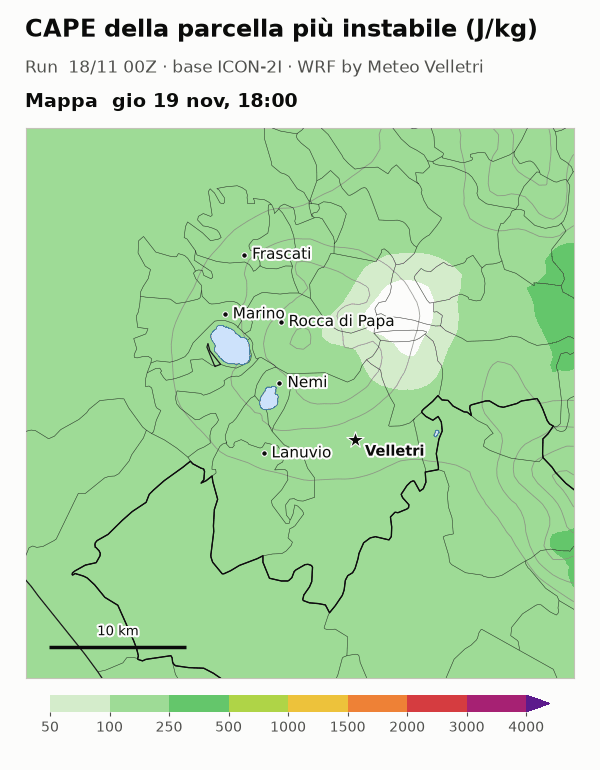 CAPE della parcella più instabile (J/kg)
Run  18/11 00Z · base ICON-2I · WRF by Meteo Velletri
Mappa  gio 19 nov, 18:00
Frascati
Marino
Rocca di Papa
Nemi
Velletri
Lanuvio
10 km
50 100 250 500 1000 1500 2000 3000 4000